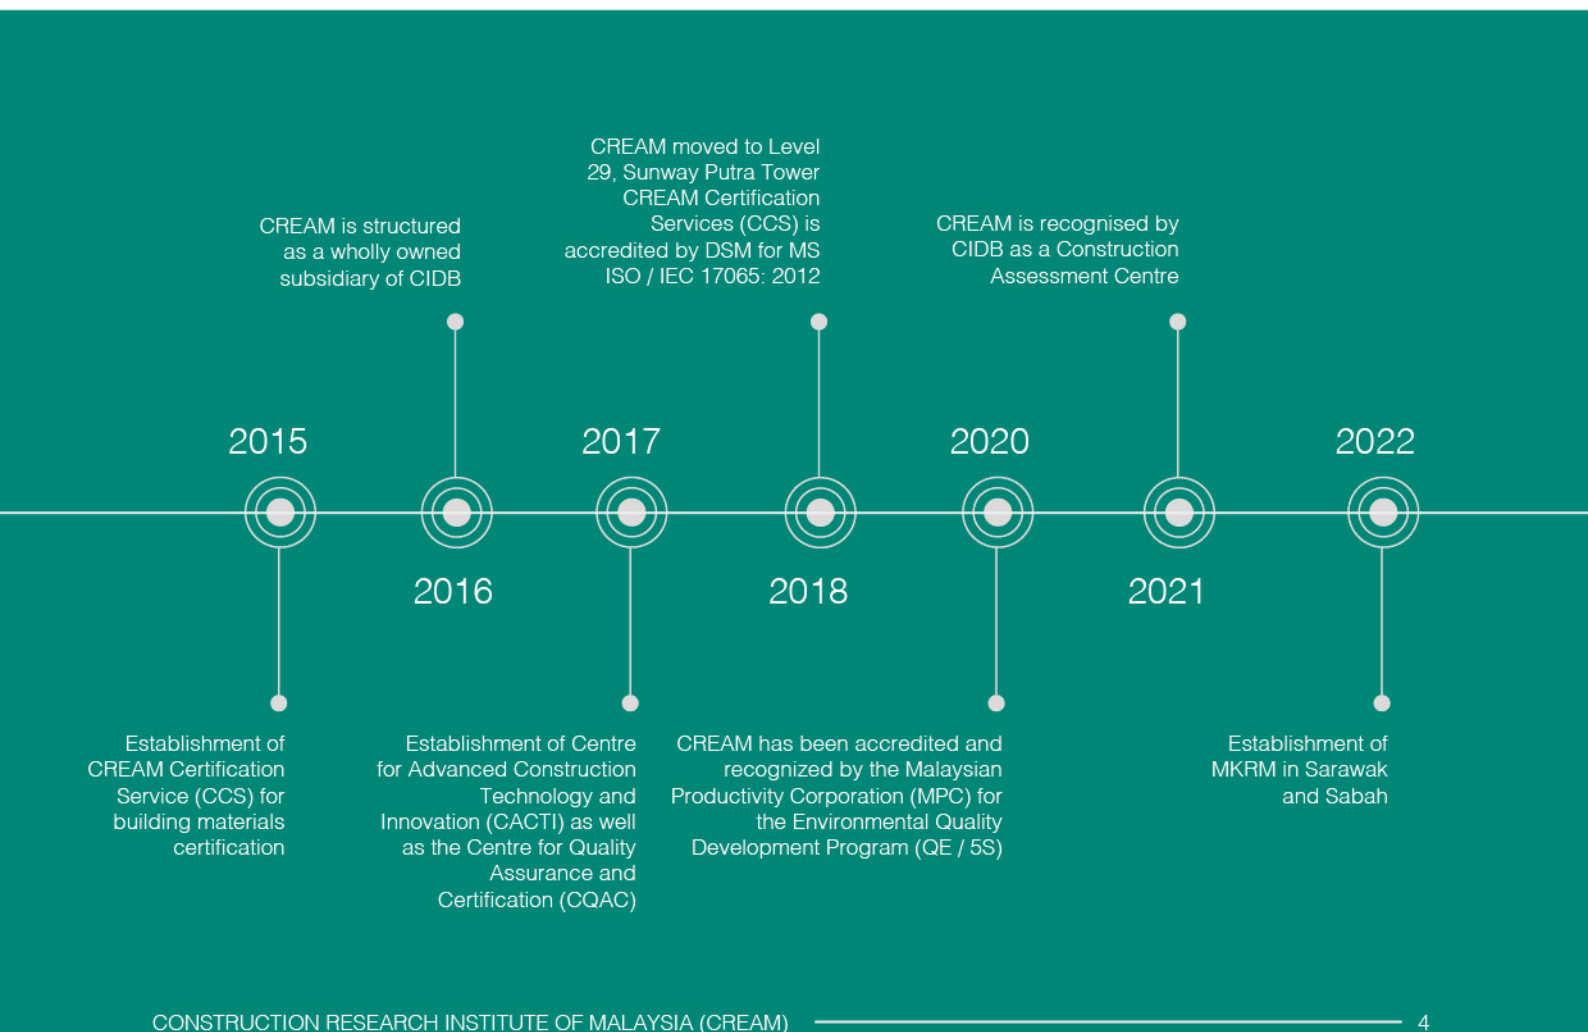 CREAM is structured
as a wholly owned
subsidiary of CIDB
CREAM moved to Level
29, Sunway Putra Tower
CREAM Certification
Services (CCS) is
accredited by DSM for MS
ISO / IEC 17065: 2012
CREAM is recognised by
CIDB as a Construction
Assessment Centre
2015
2017
2020
2022
2016
2018
2021
Establishment of
CREAM Certification
Service (CCS) for
building materials
certification
Establishment of Centre
for Advanced Construction
Technology and
Innovation (CACTI) as well
as the Centre for Quality
Assurance and
Certification (CQAC)
CREAM has been accredited and
recognized by the Malaysian
Productivity Corporation (MPC) for
the Environmental Quality
Development Program (QE / 5S)
Establishment of
MKRM in Sarawak
and Sabah
CONSTRUCTION RESEARCH INSTITUTE OF MALAYSIA (CREAM) 4